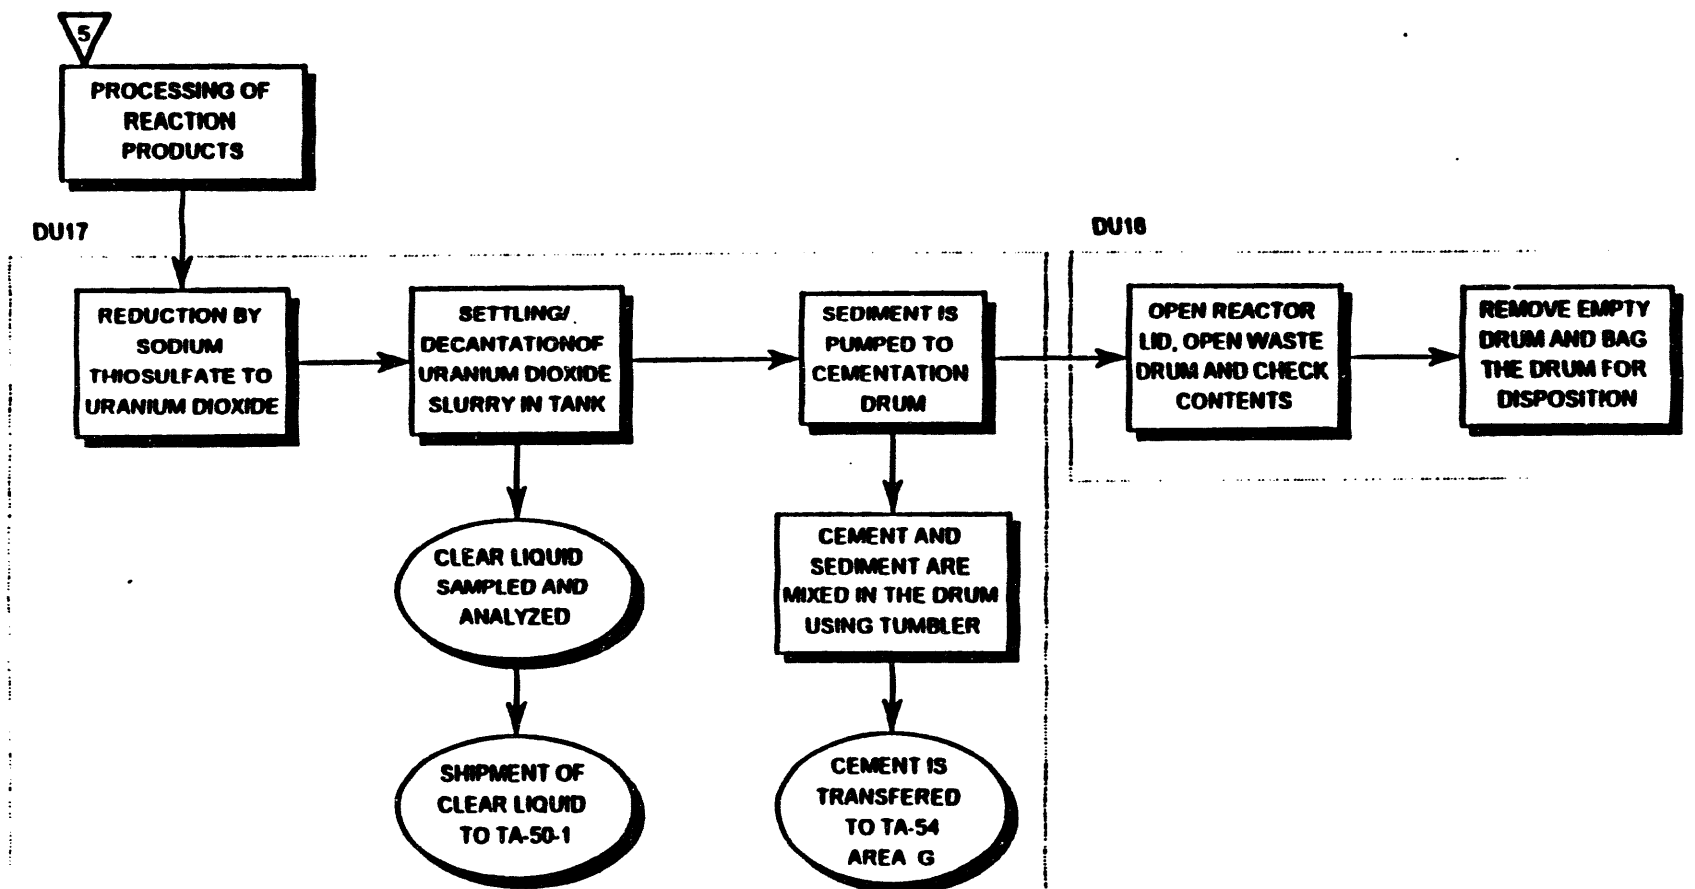 5
PROCESSING OF
REACTION
PRODUCTS
DU17
DU18
REDUCTION BY
SODIUM
THIOSULFATE TO
URANIUM DIOXIDE
SETTLING/
DECANTATIONOF
URANIUM DIOXIDE
SLURRY IN TANK
SEDIMENT IS
PUMPED TO
CEMENTATION
DRUM
OPEN REACTOR
LID, OPEN WASTE
DRUM AND CHECK
CONTENTS
REMOVE EMPTY
DRUM AND BAG
THE DRUM FOR
DISPOSITION
CLEAR LIQUID
SAMPLED AND
ANALYZED
CEMENT AND
SEDIMENT ARE
MIXED IN THE DRUM
USING TUMBLER
SHIPMENT OF
CLEAR LIQUID
TO TA-50-1
CEMENT IS
TRANSFERED
TO TA-54
AREA G